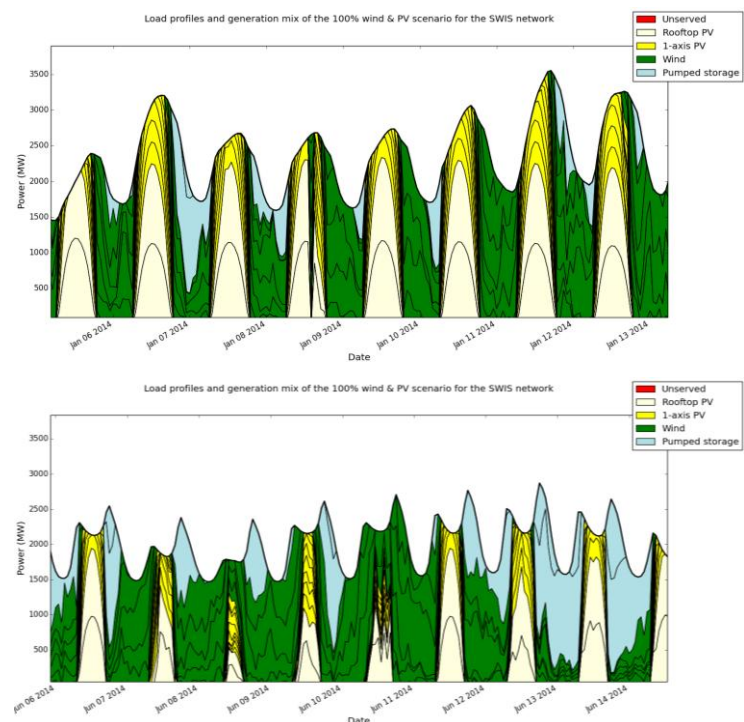 Load profiles and generation mix of the 100% wind & PV scenario for the SWIS network
Unserved
Rooftop PV
1-axis PV
Wind
Pumped storage
3500
3000
2500
2000
1500
1000
500
Power (MW)
Jan 06 2014
Jan 07 2014
Jan 08 2014
Jan 09 2014
Jan 10 2014
Jan 11 2014
Jan 12 2014
Jan 13 2014
Date
Load profiles and generation mix of the 100% wind & PV scenario for the SWIS network
Unserved
Rooftop PV
1-axis PV
Wind
Pumped storage
3500
3000
2500
2000
1500
1000
500
Power (MW)
Jun 06 2014
Jun 07 2014
Jun 08 2014
Jun 09 2014
Jun 10 2014
Jun 11 2014
Jun 12 2014
Jun 13 2014
Jun 14 2014
Date